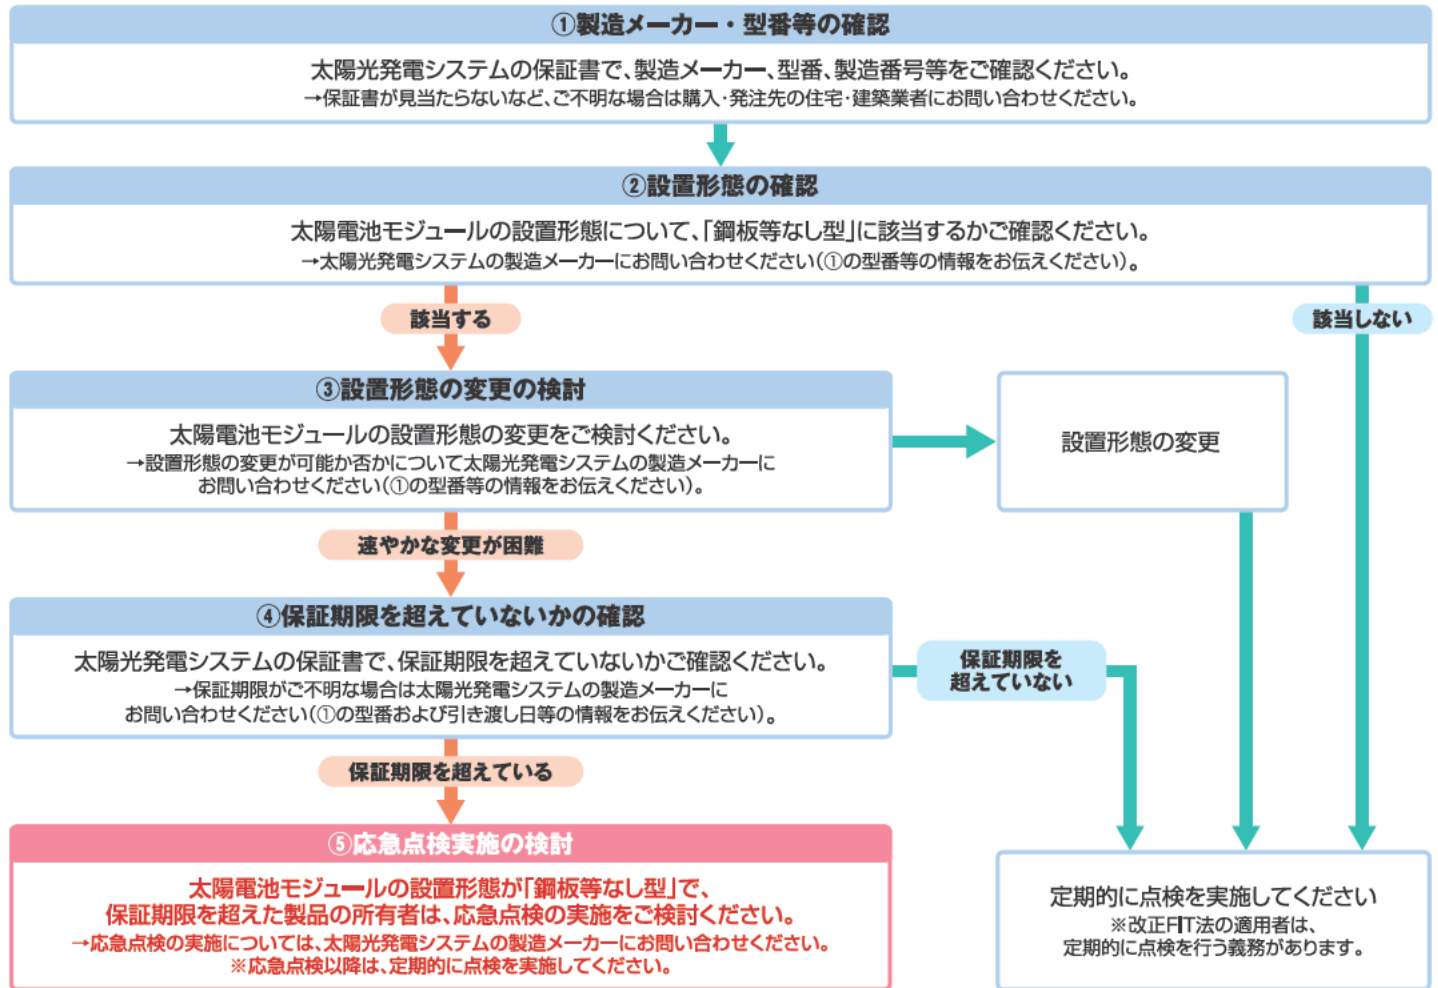 ①製造メーカー・型番等の確認
太陽光発電システムの保証書で、製造メーカー、型番、製造番号等をご確認ください。
→保証書が見当たらないなど、ご不明な場合は購入・発注先の住宅・建築業者にお問い合わせください。
②設置形態の確認
太陽電池モジュールの設置形態について、「鋼板等なし型」に該当するかご確認ください。
→太陽光発電システムの製造メーカーにお問い合わせください(①の型番等の情報をお伝えください)。
該当する
該当しない
③設置形態の変更の検討
太陽電池モジュールの設置形態の変更をご検討ください。
→設置形態の変更が可能か否かについて太陽光発電システムの製造メーカーに
お問い合わせください(①の型番等の情報をお伝えください)。
設置形態の変更
速やかな変更が困難
④保証期限を超えていないかの確認
太陽光発電システムの保証書で、保証期限を超えていないかご確認ください。
→保証期限がご不明な場合は太陽光発電システムの製造メーカーに
お問い合わせください(①の型番および引き渡し日等の情報をお伝えください)。
保証期限を
超えていない
保証期限を超えている
⑤応急点検実施の検討
太陽電池モジュールの設置形態が「鋼板等なし型」で、
保証期限を超えた製品の所有者は、応急点検の実施をご検討ください。
→応急点検の実施については、太陽光発電システムの製造メーカーにお問い合わせください。
※応急点検以降は、定期的に点検を実施してください。
定期的に点検を実施してください
※改正FIT法の適用者は、
定期的に点検を行う義務があります。